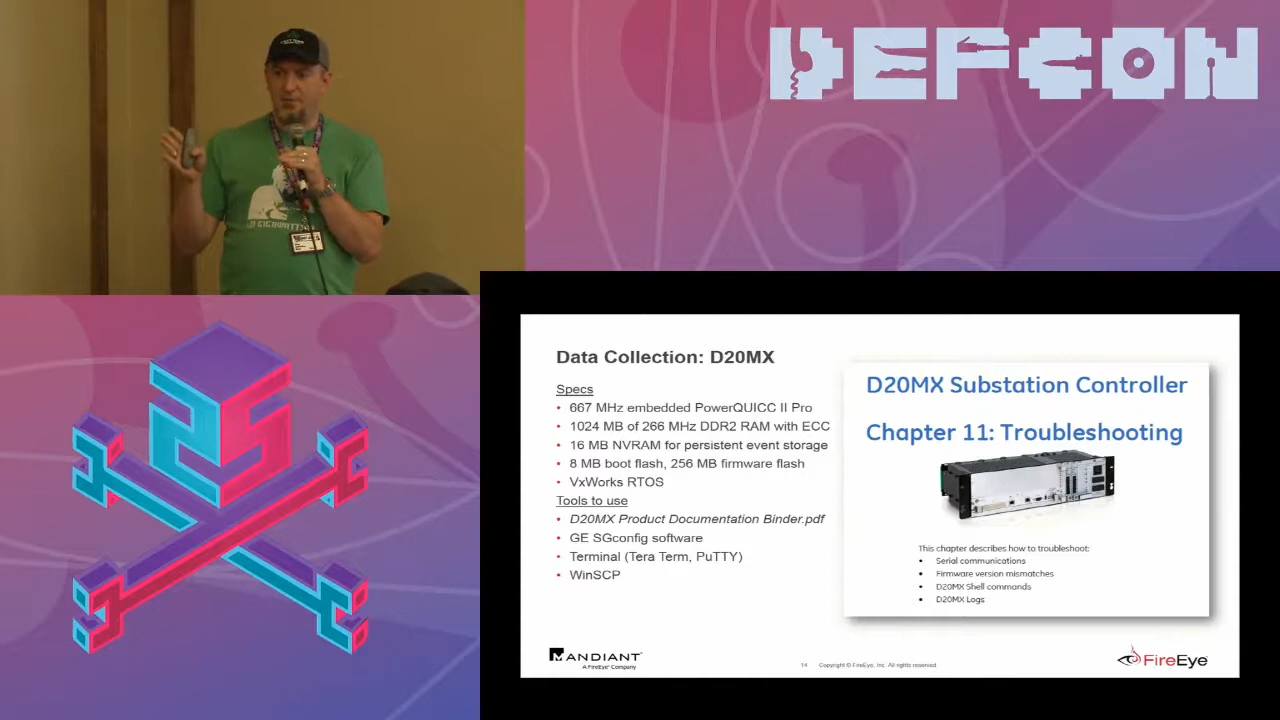 DEFCON
1.21 GIGAWATTS
Data Collection: D20MX
Specs
• 667 MHz embedded PowerQUICC II Pro
• 1024 MB of 266 MHz DDR2 RAM with ECC
• 16 MB NVRAM for persistent event storage
• 8 MB boot flash, 256 MB firmware flash
• VxWorks RTOS
Tools to use
• D20MX Product Documentation Binder.pdf
• GE SGconfig software
• Terminal (Tera Term, PuTTY)
• WinSCP
D20MX Substation Controller
Chapter 11: Troubleshooting
This chapter describes how to troubleshoot:
• Serial communications
• Firmware version mismatches
• D20MX Shell commands
• D20MX Logs
MANDIANT
A FireEye® Company
14 Copyright © FireEye, Inc. All rights reserved.
FireEye